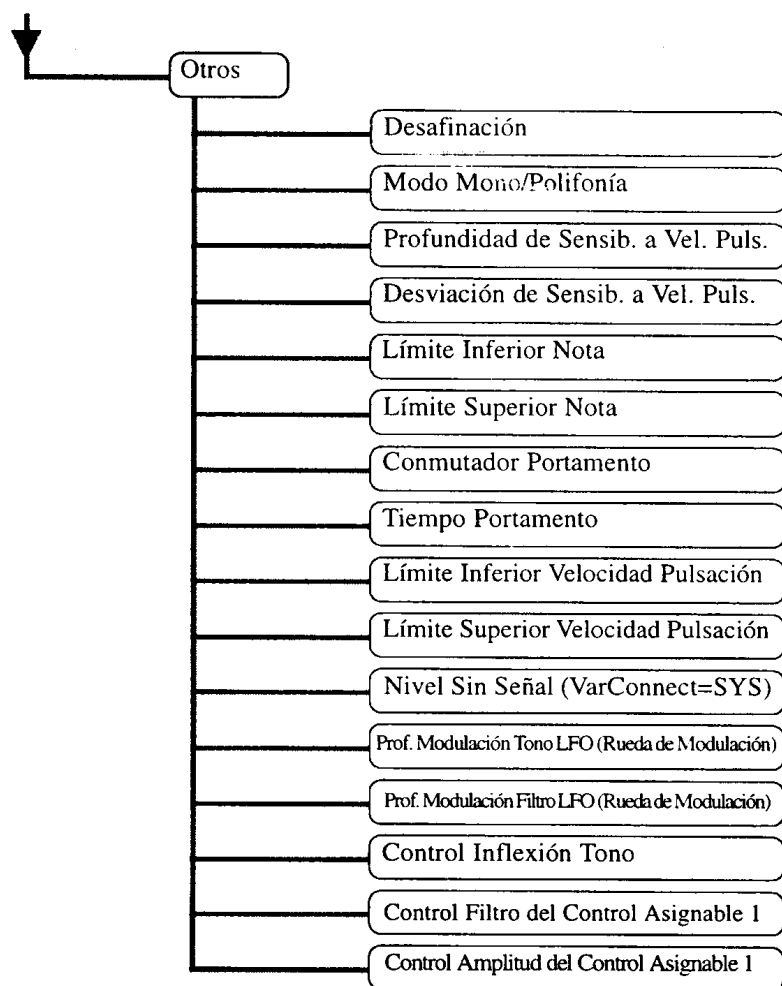 Otros
Desafinación
Modo Mono/Polifonía
Profundidad de Sensib. a Vel. Puls.
Desviación de Sensib. a Vel. Puls.
Límite Inferior Nota
Límite Superior Nota
Conmutador Portamento
Tiempo Portamento
Límite Inferior Velocidad Pulsación
Límite Superior Velocidad Pulsación
Nivel Sin Señal (VarConnect=SYS)
Prof. Modulación Tono LFO (Rueda de Modulación)
Prof. Modulación Filtro LFO (Rueda de Modulación)
Control Inflexión Tono
Control Filtro del Control Asignable 1
Control Amplitud del Control Asignable 1